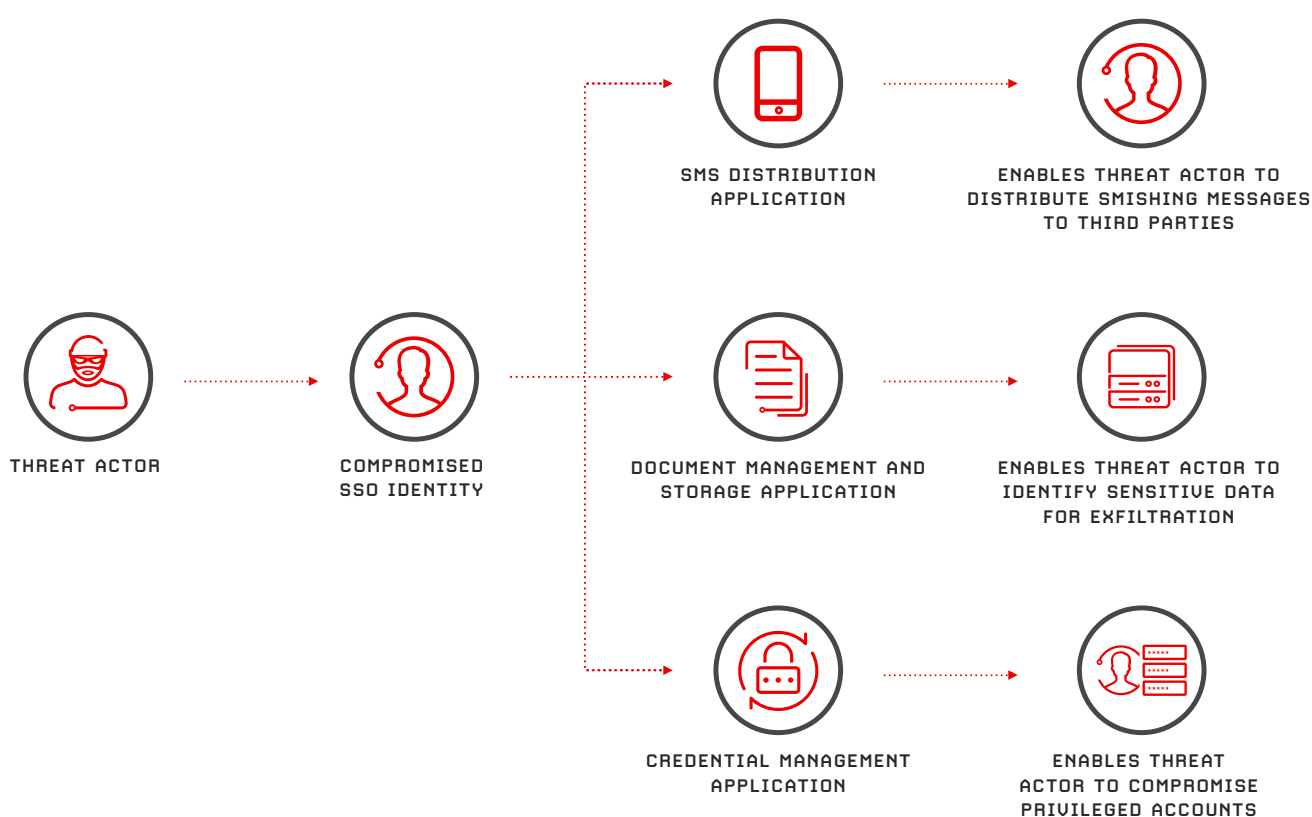 SMS DISTRIBUTION
APPLICATION
ENABLES THREAT ACTOR TO
DISTRIBUTE SMISHING MESSAGES
TO THIRD PARTIES
THREAT ACTOR
COMPROMISED
SSO IDENTITY
DOCUMENT MANAGEMENT AND
STORAGE APPLICATION
ENABLES THREAT ACTOR TO
IDENTIFY SENSITIVE DATA
FOR EXFILTRATION
*****
*****
*****
CREDENTIAL MANAGEMENT
APPLICATION
ENABLES THREAT
ACTOR TO COMPROMISE
PRIVILEGED ACCOUNTS